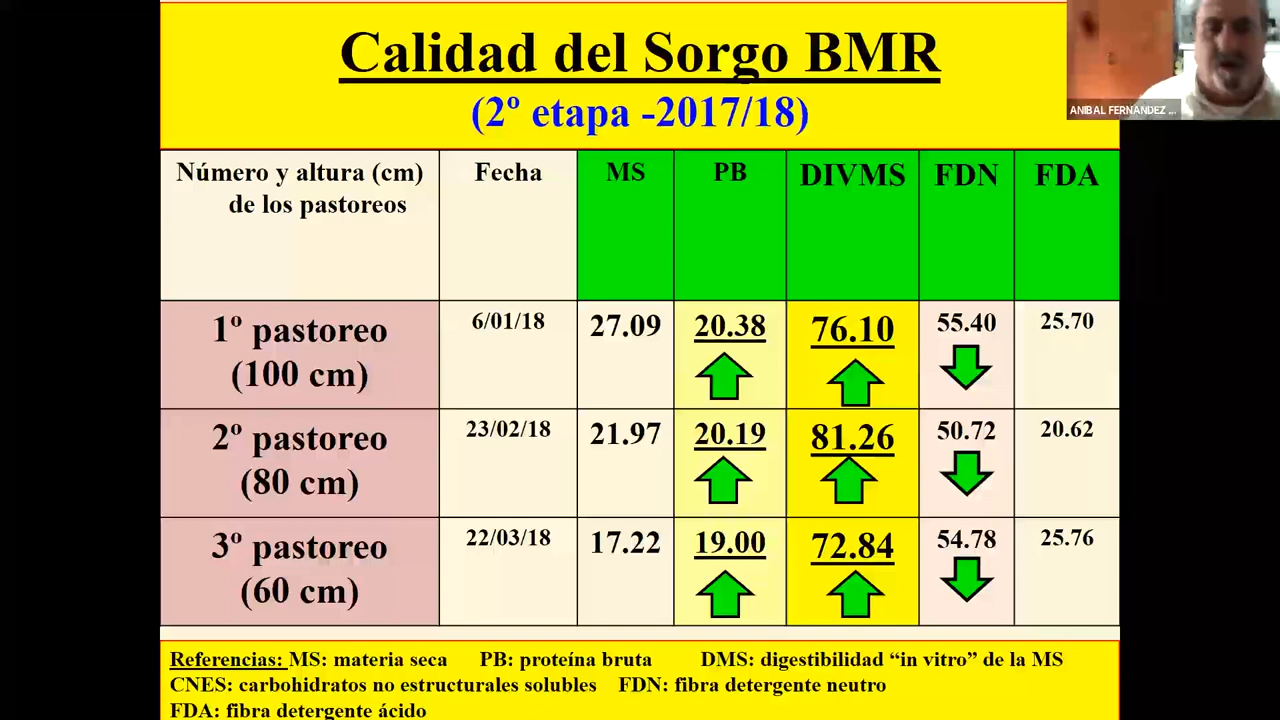 Calidad del Sorgo BMR
(2º etapa -2017/18)
ANIBAL FERNANDEZ ...
Número y altura (cm) de los pastoreos Fecha MS PB DIVMS FDN FDA
1º pastoreo (100 cm) 6/01/18 27.09 20.38 76.10 55.40 25.70
2º pastoreo (80 cm) 23/02/18 21.97 20.19 81.26 50.72 20.62
3º pastoreo (60 cm) 22/03/18 17.22 19.00 72.84 54.78 25.76
Referencias: MS: materia seca PB: proteína bruta DMS: digestibilidad “in vitro” de la MS
CNES: carbohidratos no estructurales solubles FDN: fibra detergente neutro
FDA: fibra detergente ácido